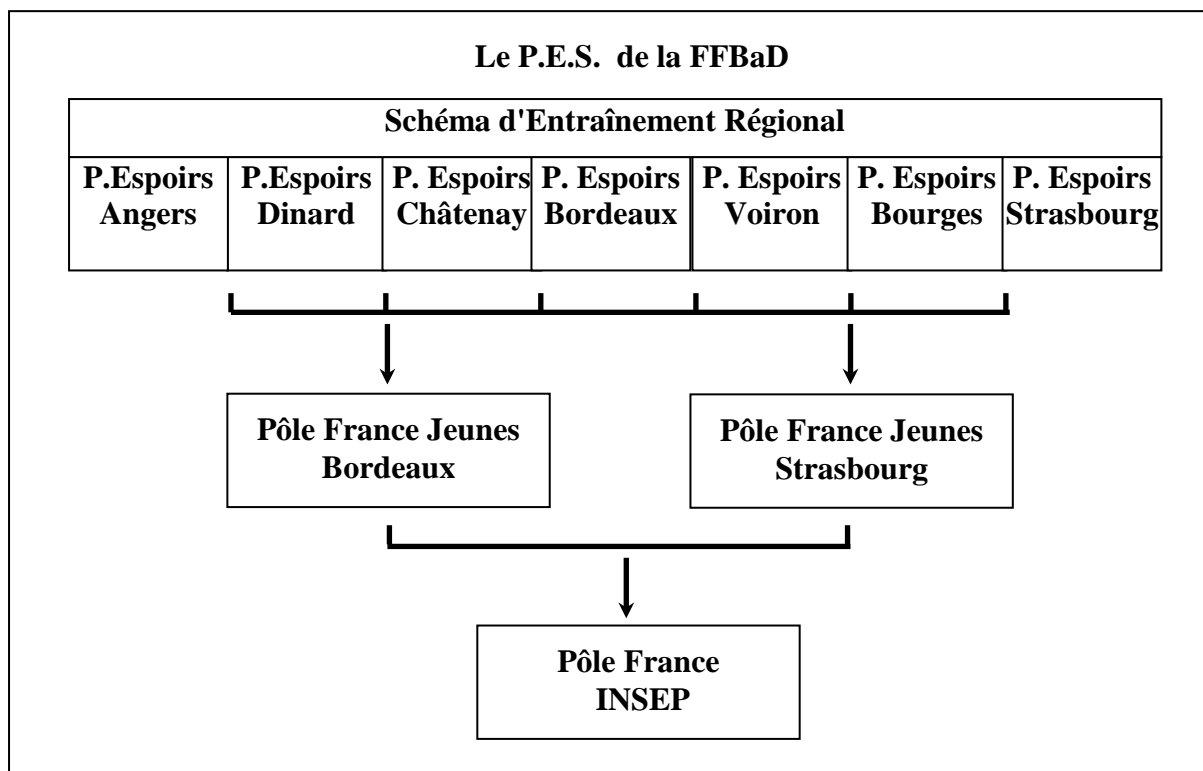 Le P.E.S.  de la FFBaD
Schéma d'Entraînement Régional
P.Espoirs
Angers
P.Espoirs
Dinard
P. Espoirs
Châtenay
P. Espoirs
Bordeaux
P. Espoirs
Voiron
P. Espoirs
Bourges
P. Espoirs
Strasbourg
Pôle France Jeunes
Bordeaux
Pôle France Jeunes
Strasbourg
Pôle France
INSEP